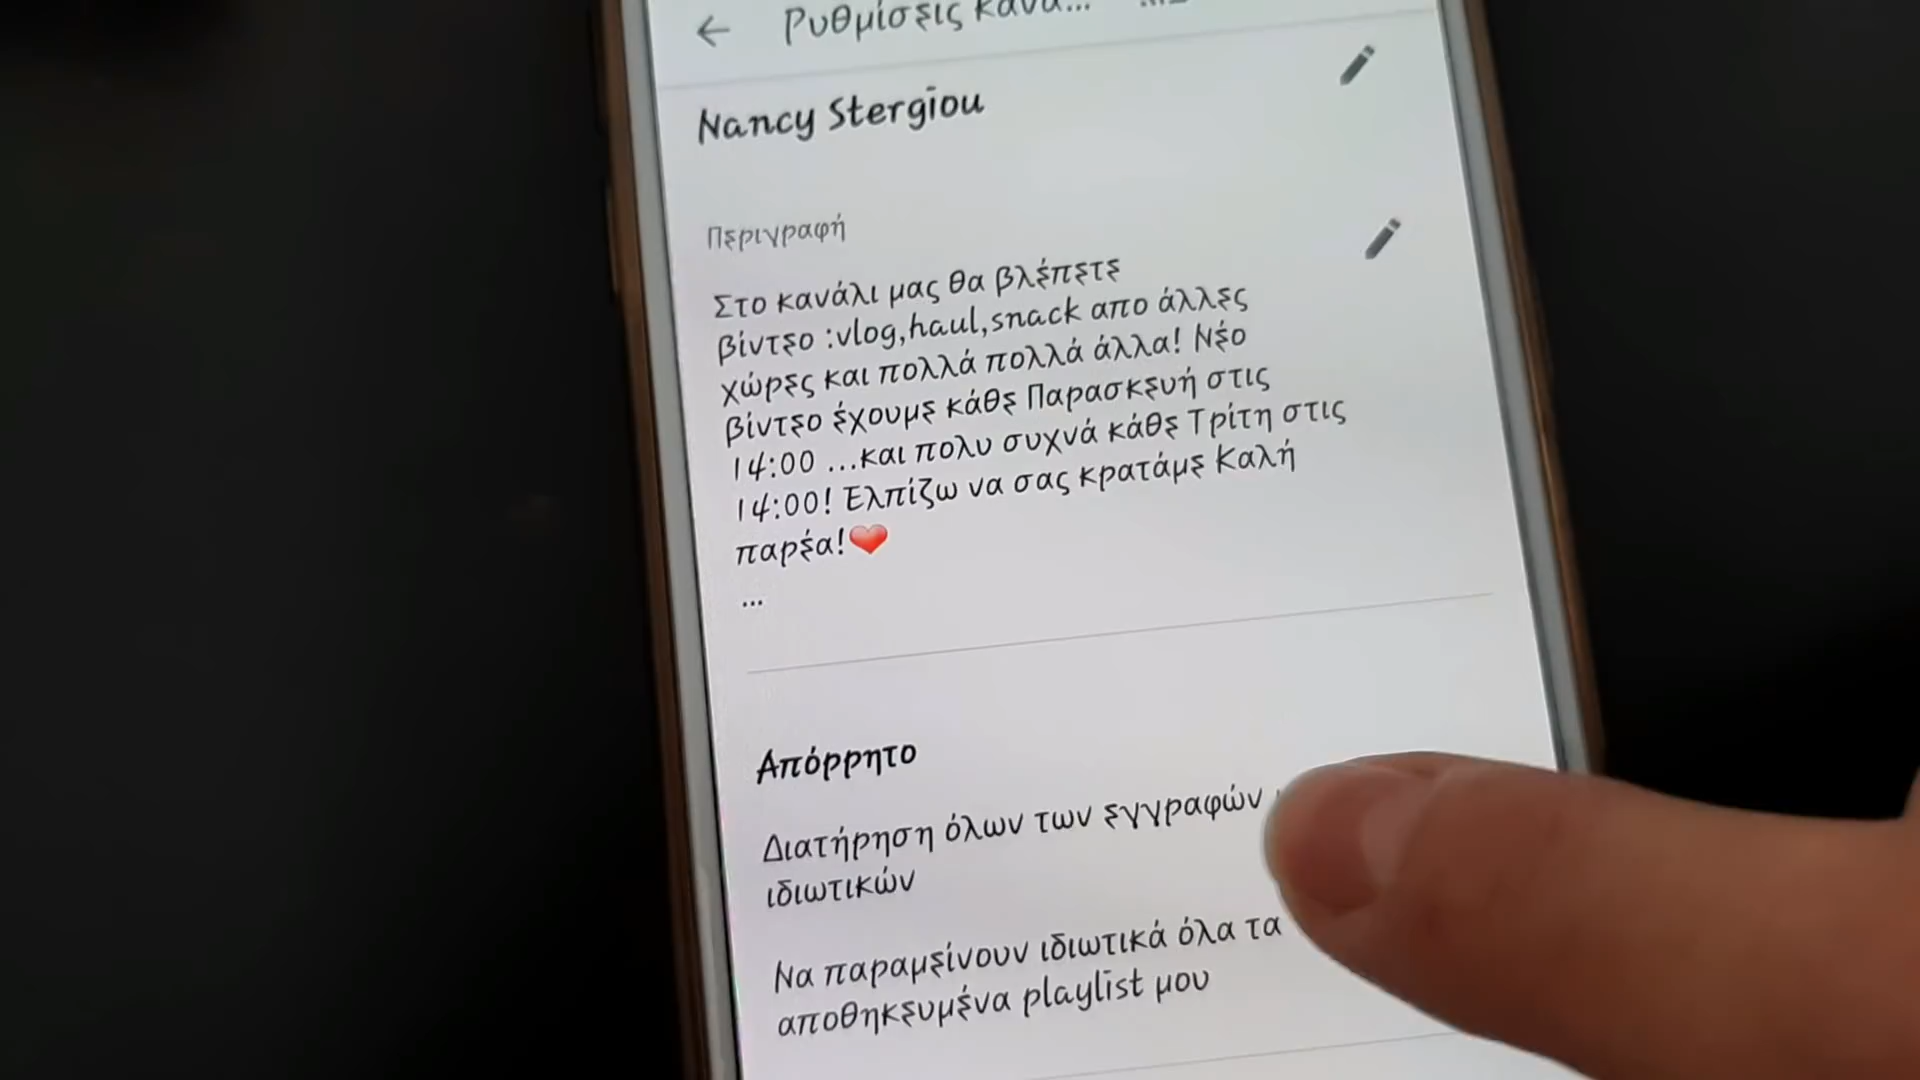 Ρυθμίσεις κανα...
Nancy Stergiou
Περιγραφή
Στο κανάλι μας θα βλέπετε
βίντεο :vlog,haul,snack απο άλλες
χώρες και πολλά πολλά άλλα! Νέο
βίντεο έχουμε κάθε Παρασκευή στις
14:00 ...και πολυ συχνά κάθε Τρίτη στις
14:00! Ελπίζω να σας κρατάμε Καλή
παρέα!❤️
...
Απόρρητο
Διατήρηση όλων των εγγραφών
ιδιωτικών
Να παραμείνουν ιδιωτικά όλα τα
αποθηκευμένα playlist μου